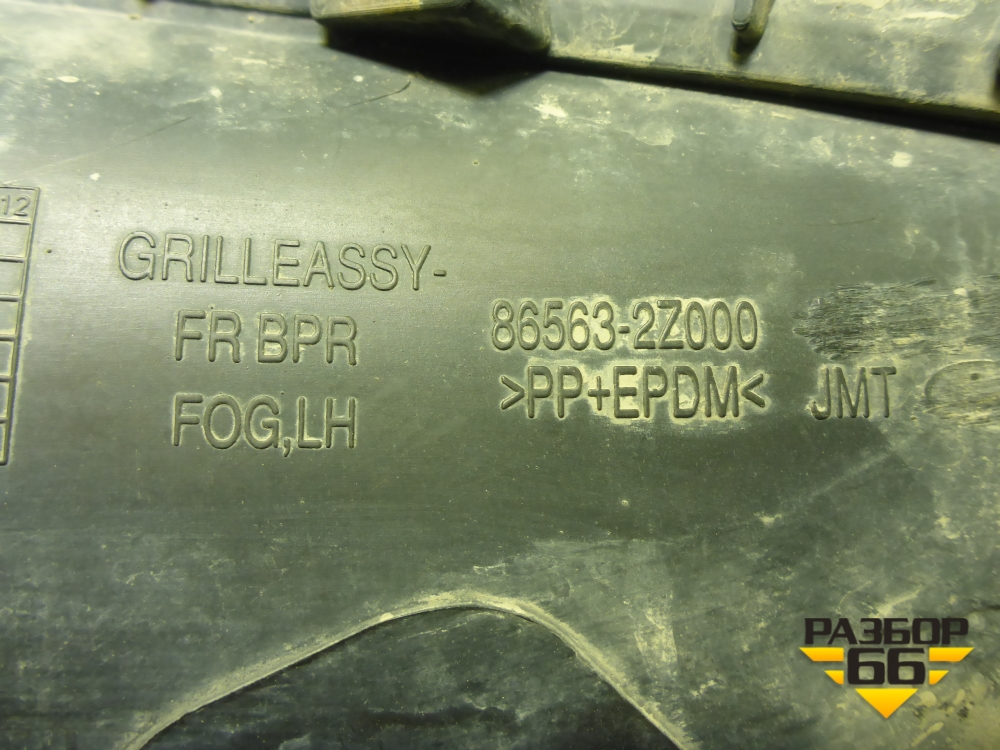 12
GRILLEASSY-
FR BPR
FOG,LH
86563-2Z000
>PP+EPDM<
JMT
РАЗБОР
66